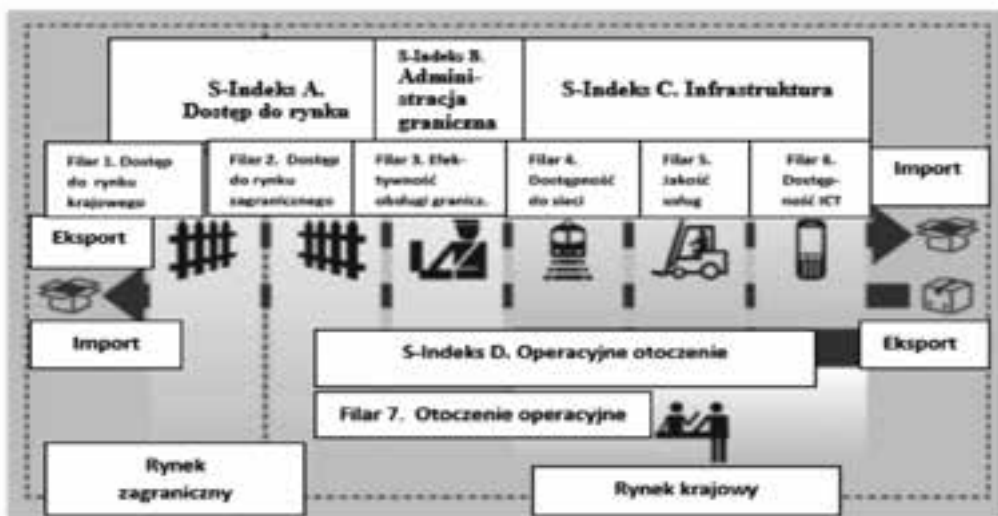 S-Indeks A.
Dostęp do rynku
S-Indeks B.
Admini-
stracja
graniczna
S-Indeks C. Infrastruktura
Filar 1. Dostęp
do rynku
krajowego
Filar 2. Dostęp
do rynku
zagranicznego
Filar 3. Efek-
tywność
obsługi granicz.
Filar 4.
Dostępność
do sieci
Filar 5.
Jakość
usług
Filar 6.
Dostęp-
ność ICT
Import
Eksport
Import
S-Indeks D. Operacyjne otoczenie
Eksport
Filar 7. Otoczenie operacyjne
Rynek
zagraniczny
Rynek krajowy